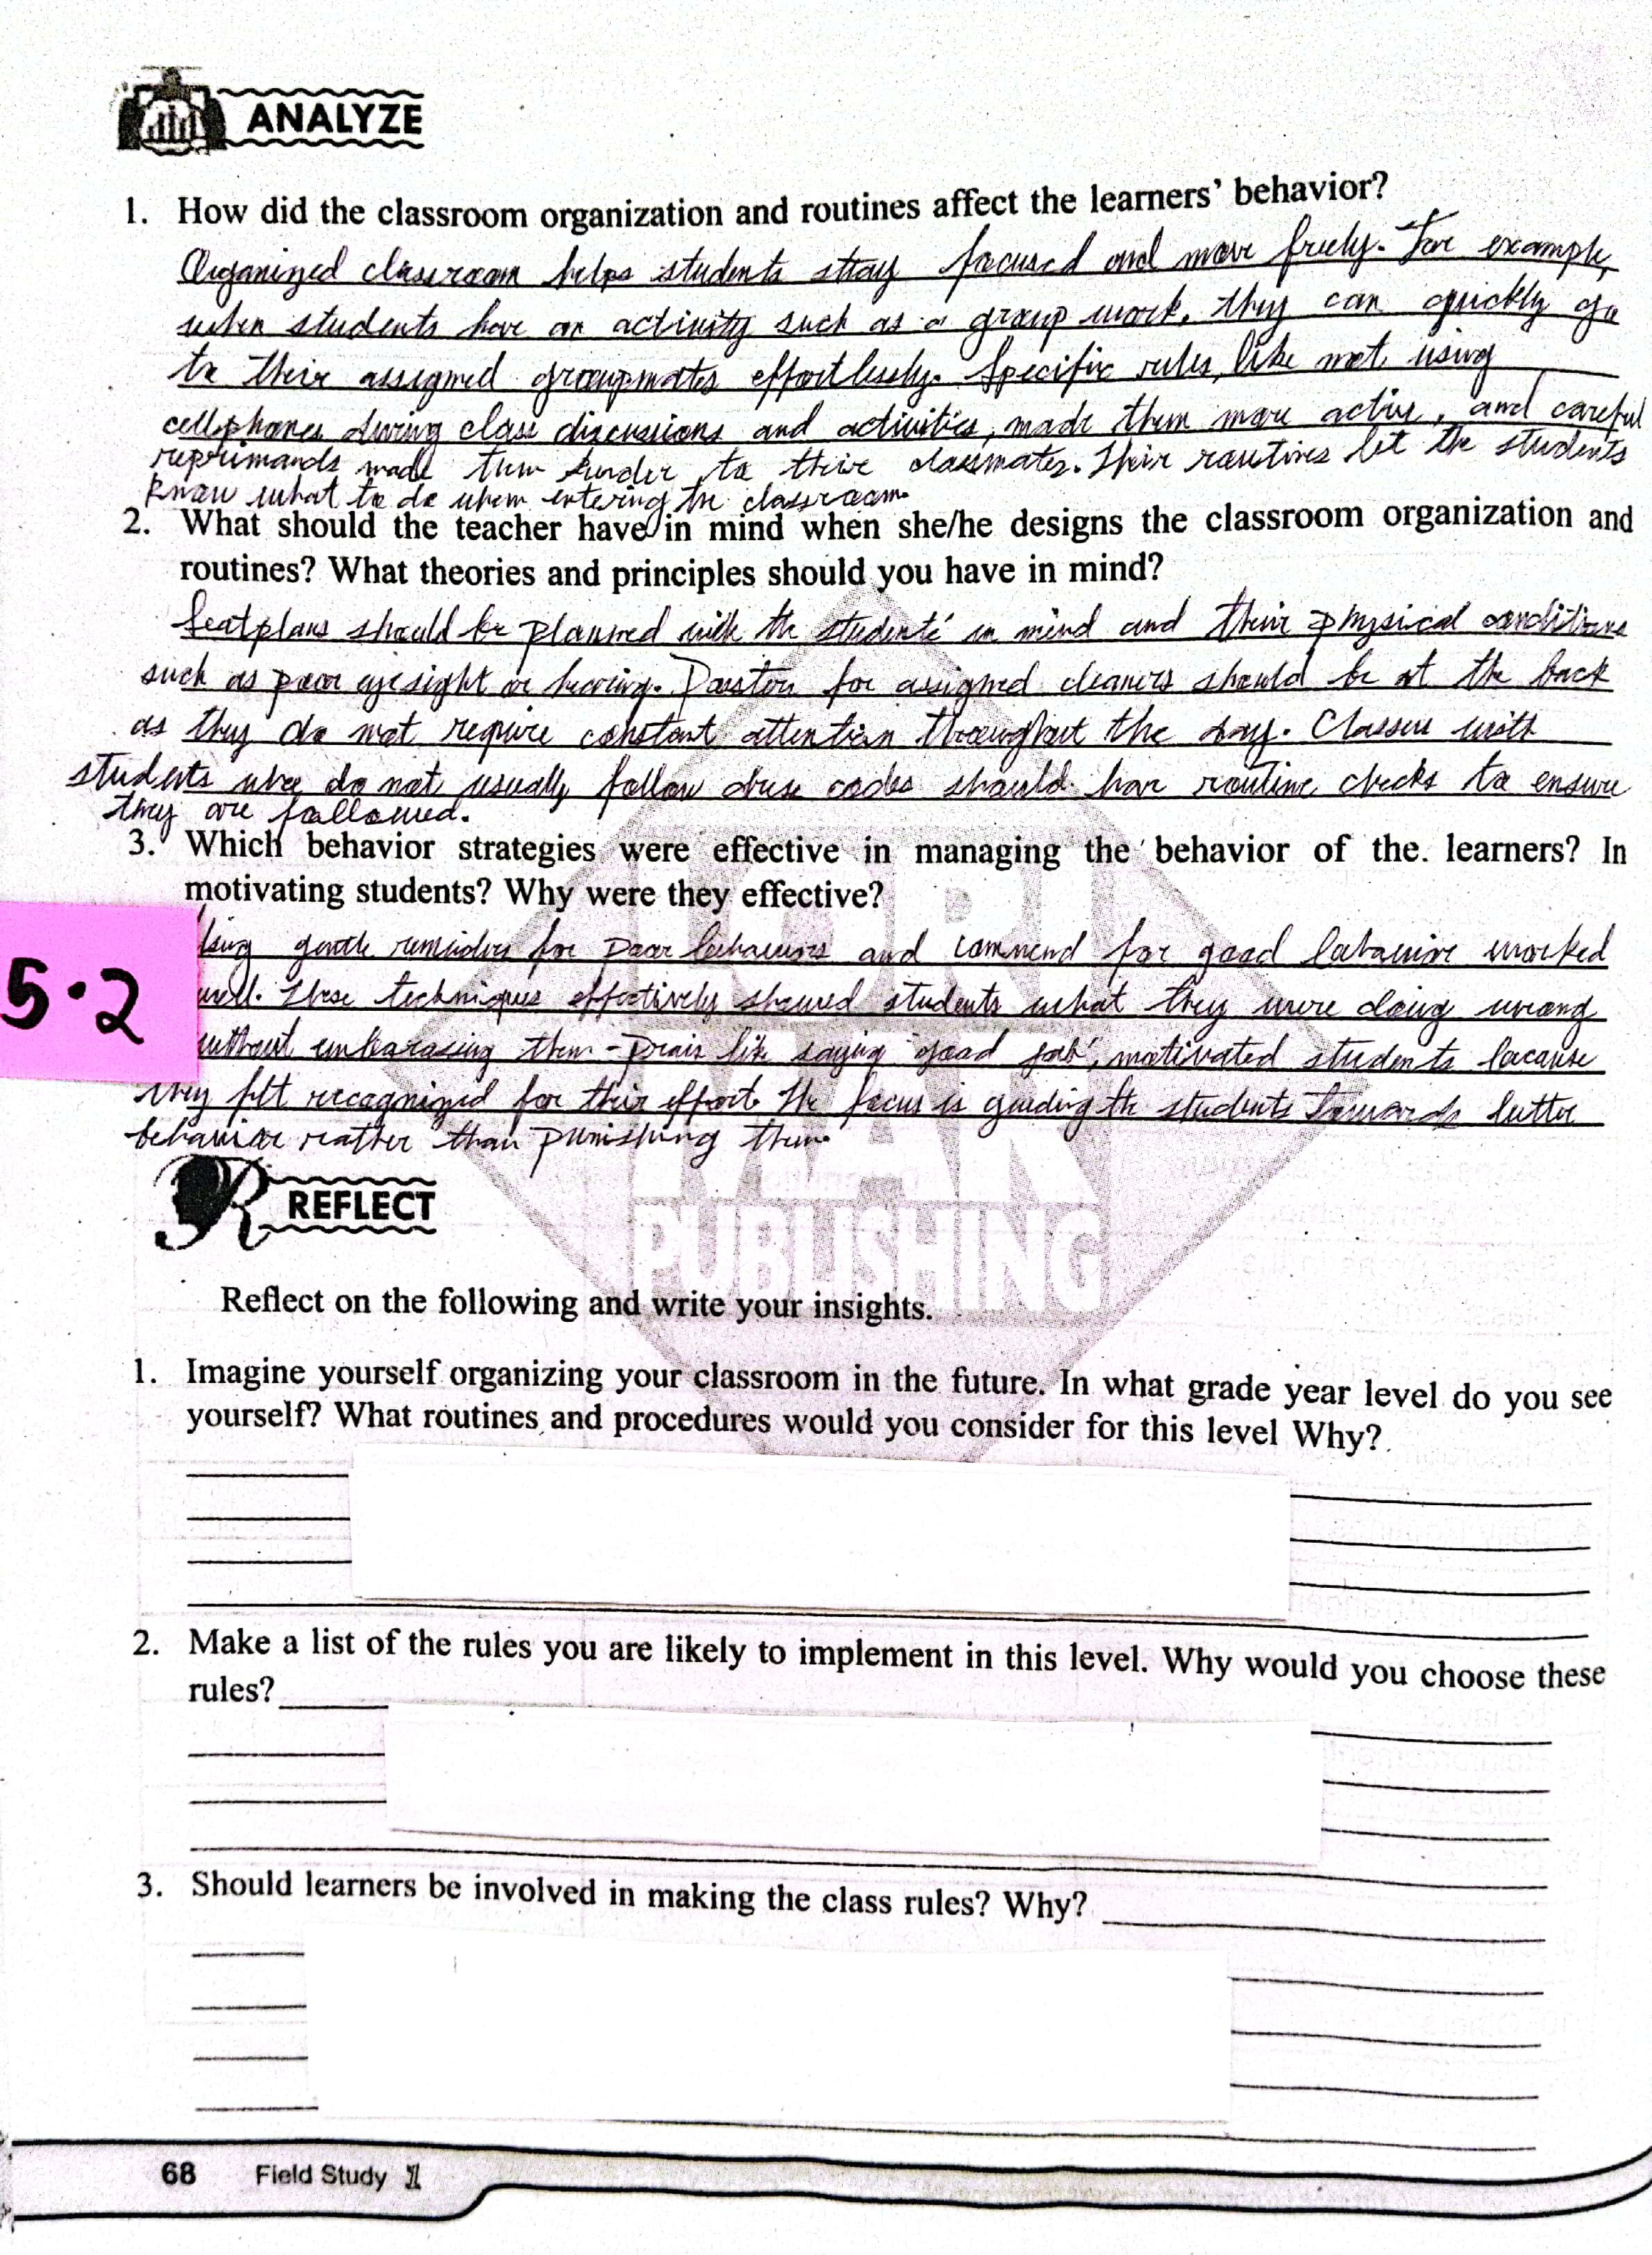 ANALYZE
1. How did the classroom organization and routines affect the learners' behavior?
Organized classroom helps students stay focused and move freely. For example,
when students have an activity such as a group work, they can quickly go
to their assigned groupmates effortlessly. Specific rules, like not using
cellphones during class discussions and activities, made them more active, and careful
reprimands made them kinder to their classmates. Their routines let the students
know what to do when entering the classroom.
2. What should the teacher have in mind when she/he designs the classroom organization and
routines? What theories and principles should you have in mind?
Seatplans should be planned with the students' in mind and their physical conditions
such as poor eyesight or hearing. for assigned cleaners should be at the back
as they do not require constant attention throughout the day. Classes with
students who do not usually follow dress codes should have routine checks to ensure
they are followed.
3. Which behavior strategies were effective in managing the behavior of the. learners? In
motivating students? Why were they effective?
Using gentle reminders for poor behaviors and commend for good behavior worked
well. These techniques effectively showed students what they were doing wrong
without embarasing them - prais like saying "good job", motivated students because
they felt recognized for their effort. The focus is guiding the students towards better
behavior reather than punishing them.
5.2
PUBLISHING
REFLECT
Reflect on the following and write your insights.
1. Imagine yourself organizing your classroom in the future. In what grade year level do you see
yourself? What routines and procedures would you consider for this level Why?
2. Make a list of the rules you are likely to implement in this level. Why would you choose these
rules?
3. Should learners be involved in making the class rules? Why?
68 Field Study 1